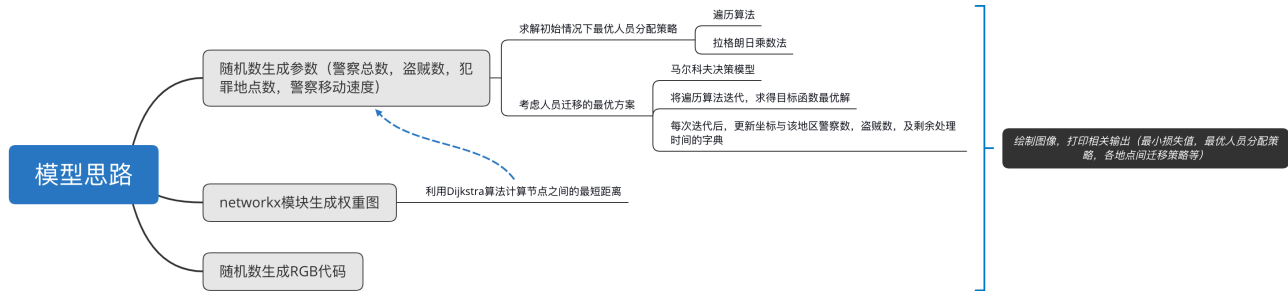 模型思路
随机数生成参数（警察总数，盗贼数，犯
罪地点数，警察移动速度）
求解初始情况下最优人员分配策略
遍历算法
拉格朗日乘数法
考虑人员迁移的最优方案
马尔科夫决策模型
将遍历算法迭代，求得目标函数最优解
每次迭代后，更新坐标与该地区警察数，盗贼数，及剩余处理
时间的字典
networkx模块生成权重图
利用Dijkstra算法计算节点之间的最短距离
随机数生成RGB代码
绘制图像，打印相关输出（最小损失值，最优人员分配策
略，各地点间迁移策略等）